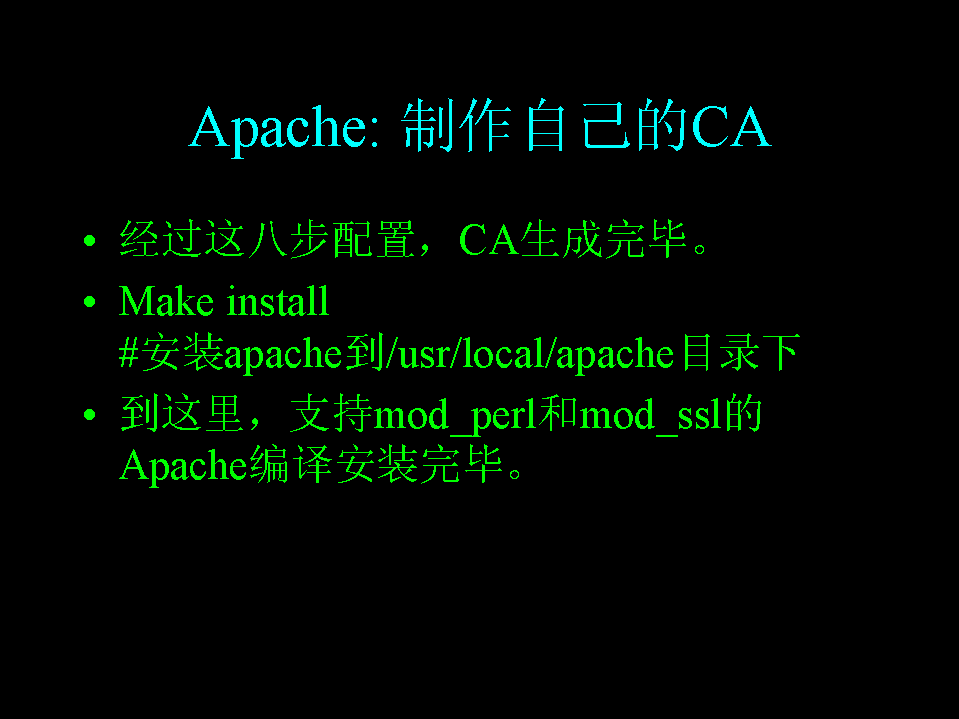 Apache: 制作自己的CA
• 经过这八步配置，CA生成完毕。
• Make install
#安装apache到/usr/local/apache目录下
• 到这里，支持mod_perl和mod_ssl的
Apache编译安装完毕。